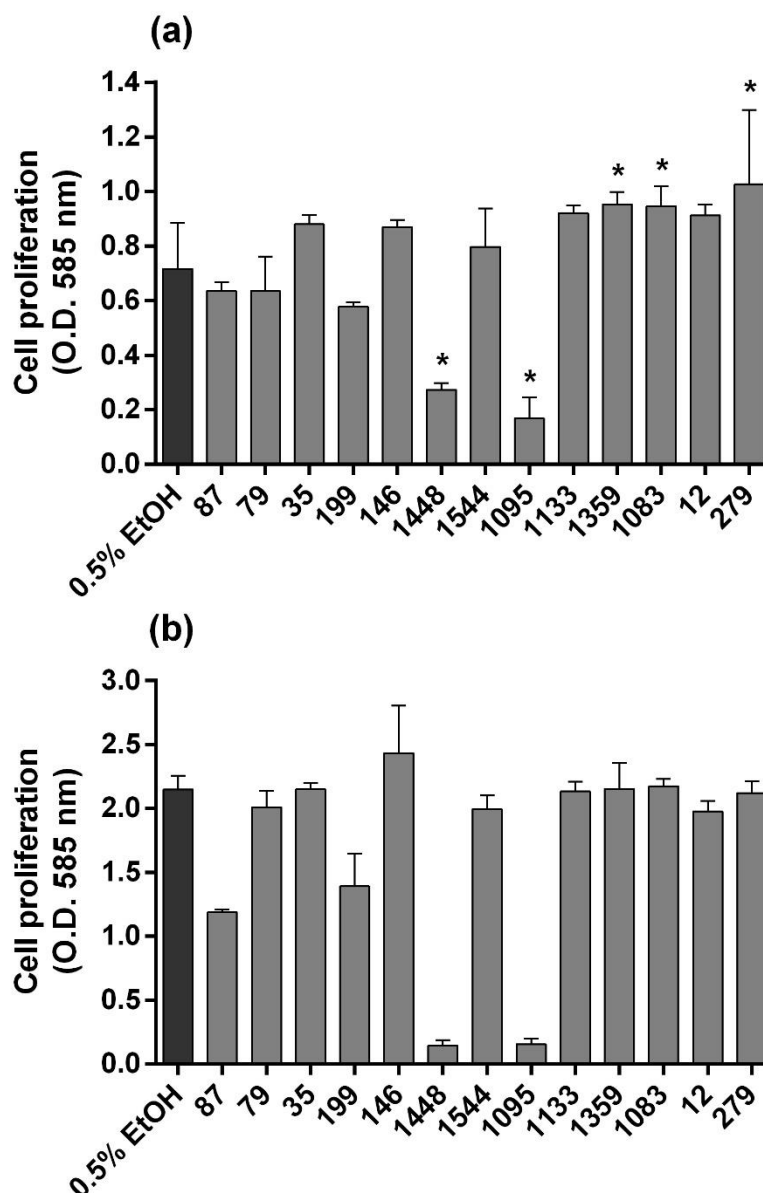 (a)
Cell proliferation
(O.D. 585 nm)
1.4
1.2
1.0
0.8
0.6
0.4
0.2
0.0
* * * * *
0.5% EtOH 87 79 35 199 146 1448 1544 1095 1133 1359 1083 12 279
(b)
Cell proliferation
(O.D. 585 nm)
3.0
2.5
2.0
1.5
1.0
0.5
0.0
0.5% EtOH 87 79 35 199 146 1448 1544 1095 1133 1359 1083 12 279